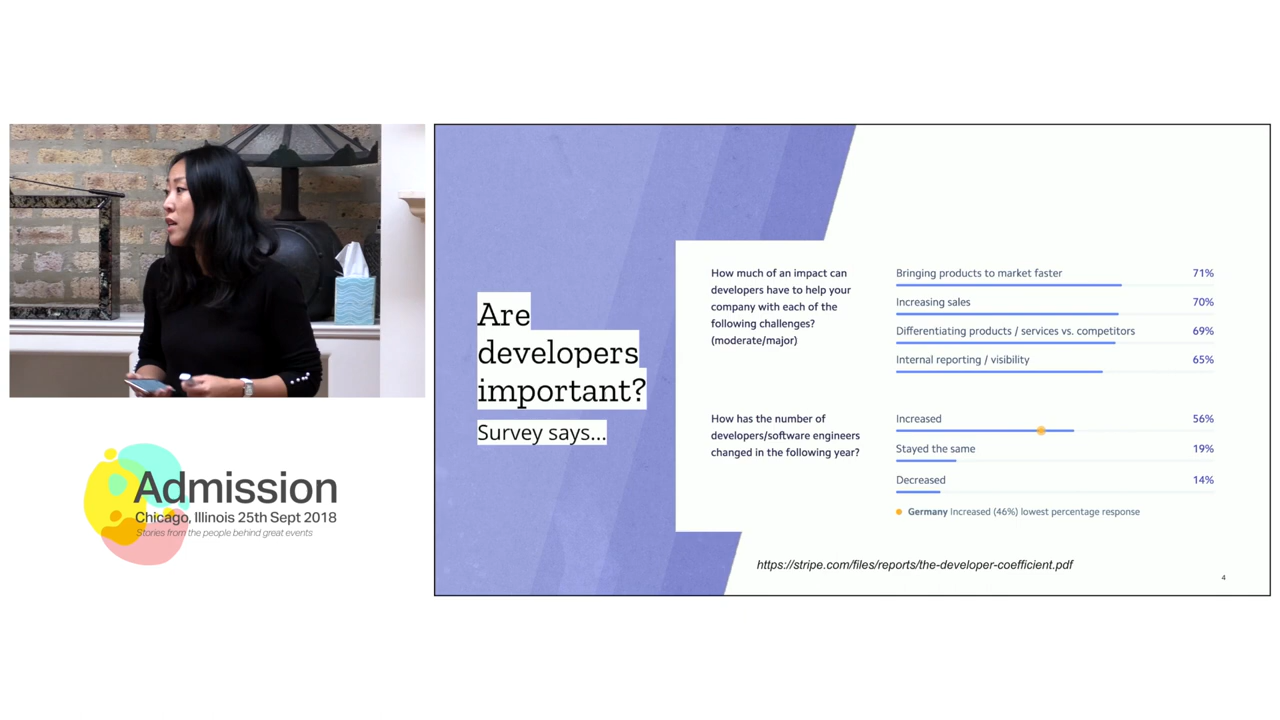 Are
developers
important?
Survey says...
How much of an impact can
developers have to help your
company with each of the
following challenges?
(moderate/major)
Bringing products to market faster 71%
Increasing sales 70%
Differentiating products / services vs. competitors 69%
Internal reporting / visibility 65%
How has the number of
developers/software engineers
changed in the following year?
Increased 56%
Stayed the same 19%
Decreased 14%
Germany Increased (46%) lowest percentage response
https://stripe.com/files/reports/the-developer-coefficient.pdf
4
Admission
Chicago, Illinois 25th Sept 2018
Stories from the people behind great events